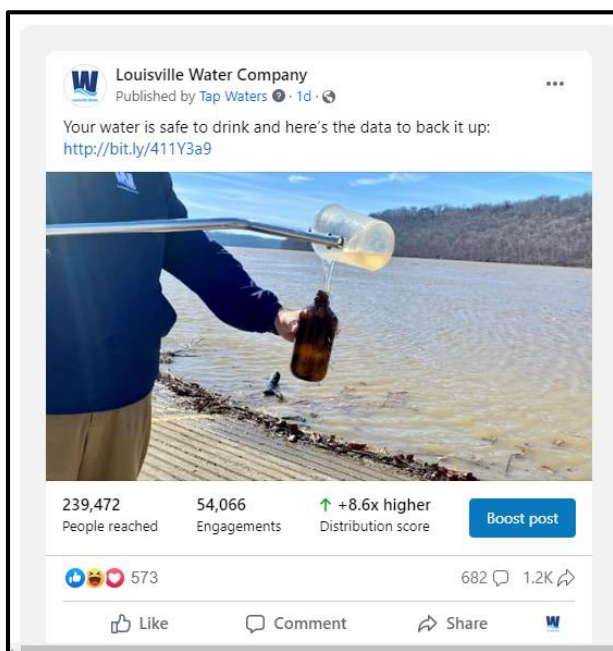 Louisville Water Company
Published by Tap Waters · 1d ·
Your water is safe to drink and here's the data to back it up:
http://bit.ly/411Y3a9
239,472
People reached
54,066
Engagements
↑ +8.6x higher
Distribution score
Boost post
573
682
1.2K
Like
Comment
Share